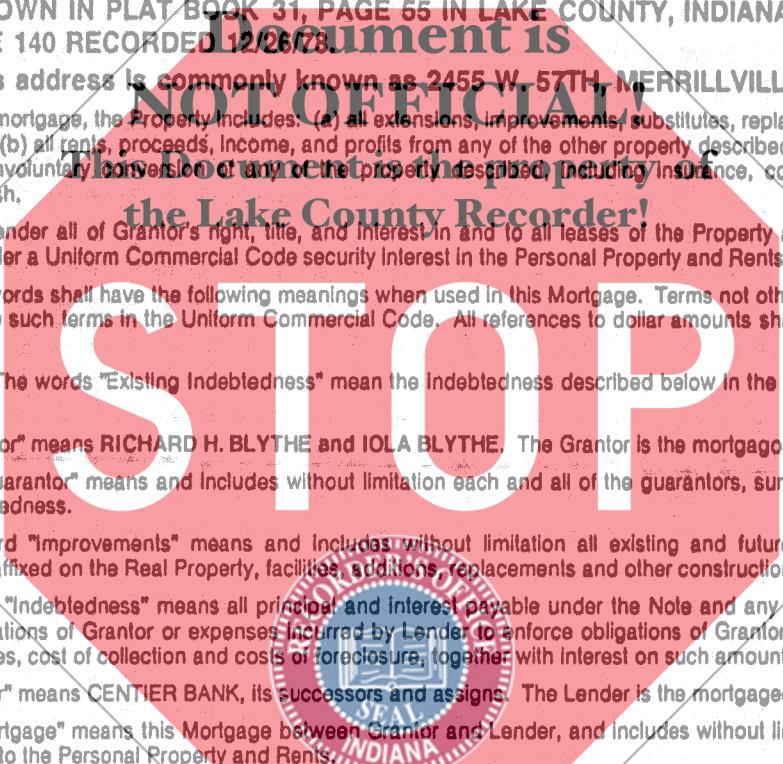 OWN IN PLAT BOOK 31, PAGE 55 IN LAKE COUNTY, INDIANA
E 140 RECORDED 12/26/78.
Document is
s address is commonly known as 2455 W. 57TH, MERRILLVILL
NOT OFFICIAL!
mortgage, the Property includes: (a) all extensions, improvements, substitutes, repla
(b) all rents, proceeds, income, and profits from any of the other property described
This Document is the property of
avoluntary conversion of any of the property described, including insurance, co
sh.
the Lake County Recorder!
ender all of Grantor's right, title, and interest in and to all leases of the Property
er a Uniform Commercial Code security interest in the Personal Property and Rents
ords shall have the following meanings when used in this Mortgage. Terms not oth
such terms in the Uniform Commercial Code. All references to dollar amounts sh
STOP
The words "Existing Indebtedness" mean the Indebtedness described below in the
or" means RICHARD H. BLYTHE and IOLA BLYTHE. The Grantor is the mortgago
uarantor" means and includes without limitation each and all of the guarantors, sur
edness.
rd "Improvements" means and includes without limitation all existing and future
ffixed on the Real Property, facilities, additions, replacements and other constructio
"Indebtedness" means all principal and interest payable under the Note and any
ations of Grantor or expenses incurred by Lender to enforce obligations of Grantor
es, cost of collection and costs of foreclosure, together with interest on such amount
r" means CENTIER BANK, its successors and assigns. The Lender is the mortgage
rtgage" means this Mortgage between Grantor and Lender, and includes without li
to the Personal Property and Rents.
RECORDER'S OFFICE
SEAL
INDIANA